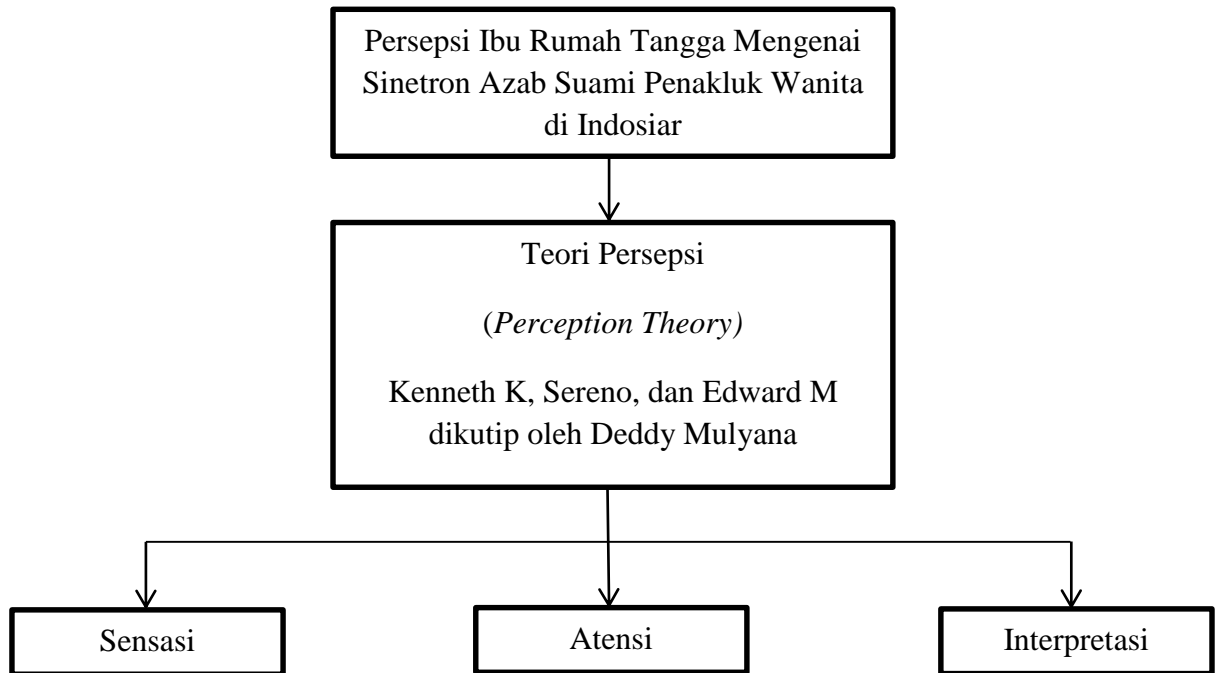 Persepsi Ibu Rumah Tangga Mengenai
Sinetron Azab Suami Penakluk Wanita
di Indosiar
Teori Persepsi
(Perception Theory)
Kenneth K, Sereno, dan Edward M
dikutip oleh Deddy Mulyana
Sensasi
Atensi
Interpretasi